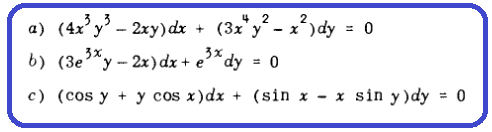 a) (4x³y³ – 2xy)dx + (3x⁴y² – x²)dy = 0
b) (3e³ˣy – 2x)dx + e³ˣdy = 0
c) (cos y + y cos x)dx + (sin x – x sin y)dy = 0